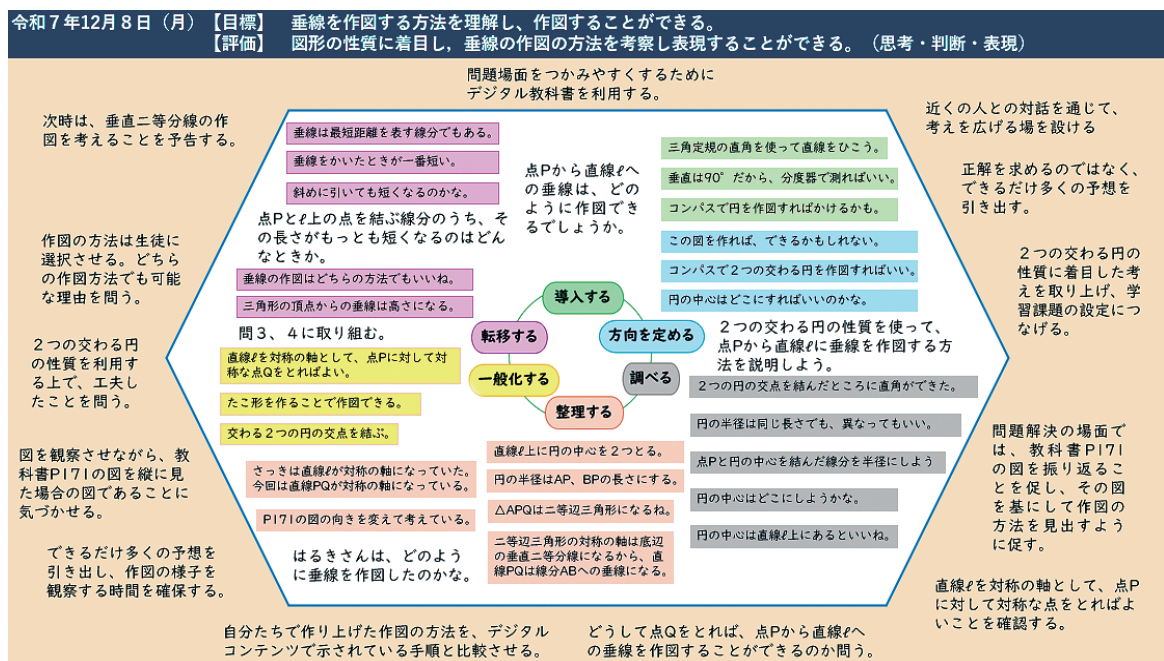 令和７年12月８日（月）【目標】　垂線を作図する方法を理解し、作図することができる。
【評価】　図形の性質に着目し，垂線の作図の方法を考察し表現することができる。（思考・判断・表現）
問題場面をつかみやすくするために
デジタル教科書を利用する。
次時は、垂直二等分線の作
図を考えることを予告する。
近くの人との対話を通じて、
考えを広げる場を設ける
正解を求めるのではなく、
できるだけ多くの予想を
引き出す。
２つの交わる円の
性質に着目した考
えを取り上げ、学
習課題の設定につ
なげる。
問題解決の場面で
は、教科書P171
の図を振り返るこ
とを促し、その図
を基にして作図の
方法を見出すよう
に促す。
直線ℓを対称の軸として、点P
に対して対称な点をとればよ
いことを確認する。
どうして点Qをとれば、点Pから直線ℓへ
の垂線を作図することができるのか問う。
自分たちで作り上げた作図の方法を、デジタル
コンテンツで示されている手順と比較させる。
できるだけ多くの予想を
引き出し、作図の様子を
観察する時間を確保する。
図を観察させながら、教
科書P171の図を縦に見
た場合の図であることに
気づかせる。
２つの交わる円
の性質を利用す
る上で、工夫し
たことを問う。
作図の方法は生徒に
選択させる。どちら
の作図方法でも可能
な理由を問う。
点Pから直線ℓへ
の垂線は、どの
ように作図でき
るでしょうか。
三角定規の直角を使って直線をひこう。
垂直は90°だから、分度器で測ればいい。
コンパスで円を作図すればかけるかも。
この図を作れば、できるかもしれない。
コンパスで２つの交わる円を作図すればいい。
円の中心はどこにすればいいのかな。
２つの交わる円の性質を使って、
点Pから直線ℓに垂線を作図する方
法を説明しよう。
２つの円の交点を結んだところに直角ができた。
円の半径は同じ長さでも、異なってもいい。
点Pと円の中心を結んだ線分を半径にしよう
円の中心はどこにしようかな。
円の中心は直線ℓ上にあるといいね。
直線ℓ上に円の中心を２つとる。
円の半径はAP、BPの長さにする。
△APQは二等辺三角形になるね。
二等辺三角形の対称の軸は底辺
の垂直二等分線になるから、直
線PQは線分ABへの垂線になる。
さっきは直線ℓが対称の軸になっていた。
今回は直線PQが対称の軸になっている。
P171の図の向きを変えて考えている。
はるきさんは、どのよう
に垂線を作図したのかな。
直線ℓを対称の軸として、点Pに対して対
称な点Qをとればよい。
たこ形を作ることで作図できる。
交わる２つの円の交点を結ぶ。
垂線は最短距離を表す線分でもある。
垂線をかいたときが一番短い。
斜めに引いても短くなるのかな。
点Pとℓ上の点を結ぶ線分のうち、そ
の長さがもっとも短くなるのはどん
なときか。
垂線の作図はどちらの方法でもいいね。
三角形の頂点からの垂線は高さになる。
問３、４に取り組む。
導入する
方向を定める
調べる
整理する
一般化する
転移する